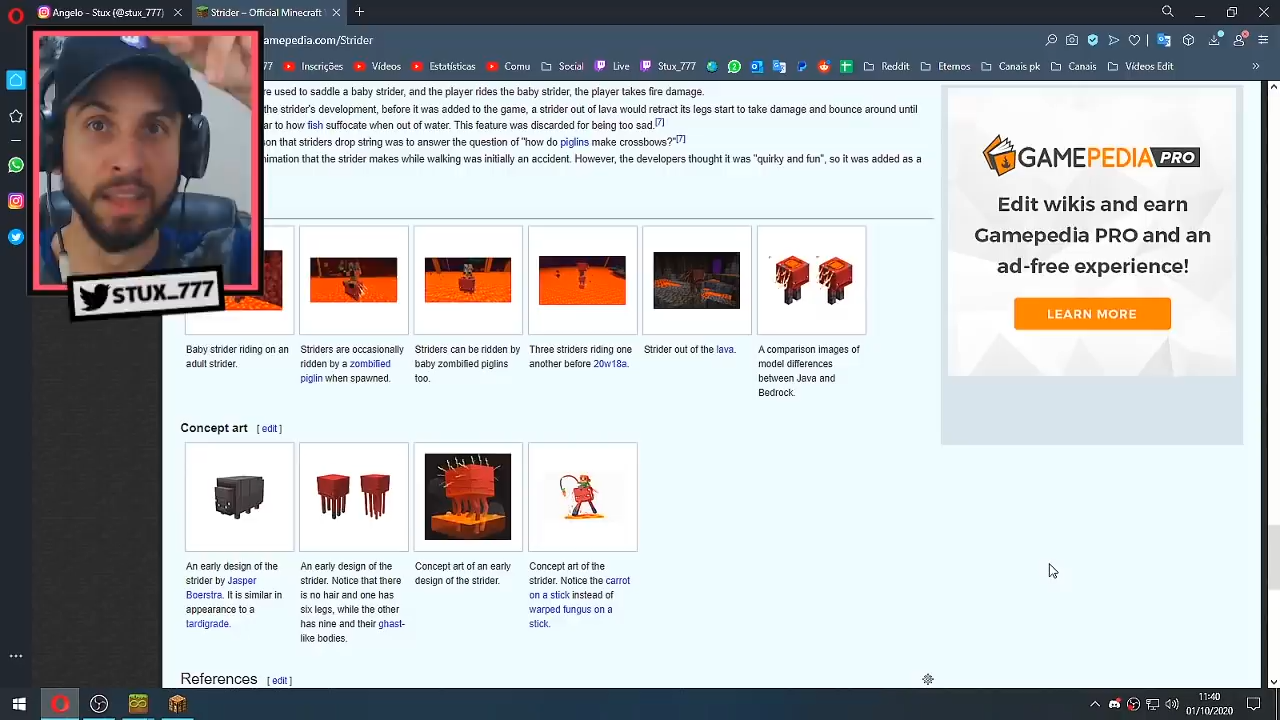 Angelo - Stux (@stux_777)
Strider – Official Minecraft
amepedia.com/Strider
77
Inscrições
Vídeos
Estatísticas
Comu
Social
Live
Stux_777
Reddit
Eternos
Canais pk
Canais
Vídeos Edit
re used to saddle a baby strider, and the player rides the baby strider, the player takes fire damage.
the strider's development, before it was added to the game, a strider out of lava would retract its legs start to take damage and bounce around until
ar to how fish suffocate when out of water. This feature was discarded for being too sad.[7]
on that striders drop string was to answer the question of "how do piglins make crossbows?"[7]
nimation that the strider makes while walking was initially an accident. However, the developers thought it was "quirky and fun", so it was added as a
STUX_777
GAMEPEDIA PRO
Edit wikis and earn
Gamepedia PRO and an
ad-free experience!
LEARN MORE
Baby strider riding on an
adult strider.
Striders are occasionally
ridden by a zombified
piglin when spawned.
Striders can be ridden by
baby zombified piglins
too.
Three striders riding one
another before 20w18a.
Strider out of the lava.
A comparison images of
model differences
between Java and
Bedrock.
Concept art [ edit ]
An early design of the
strider by Jasper
Boerstra. It is similar in
appearance to a
tardigrade.
An early design of the
strider. Notice that there
is no hair and one has
six legs, while the other
has nine and their ghast-
like bodies.
Concept art of an early
design of the strider.
Concept art of the
strider. Notice the carrot
on a stick instead of
warped fungus on a
stick.
References [ edit ]
11:40
01/10/2020